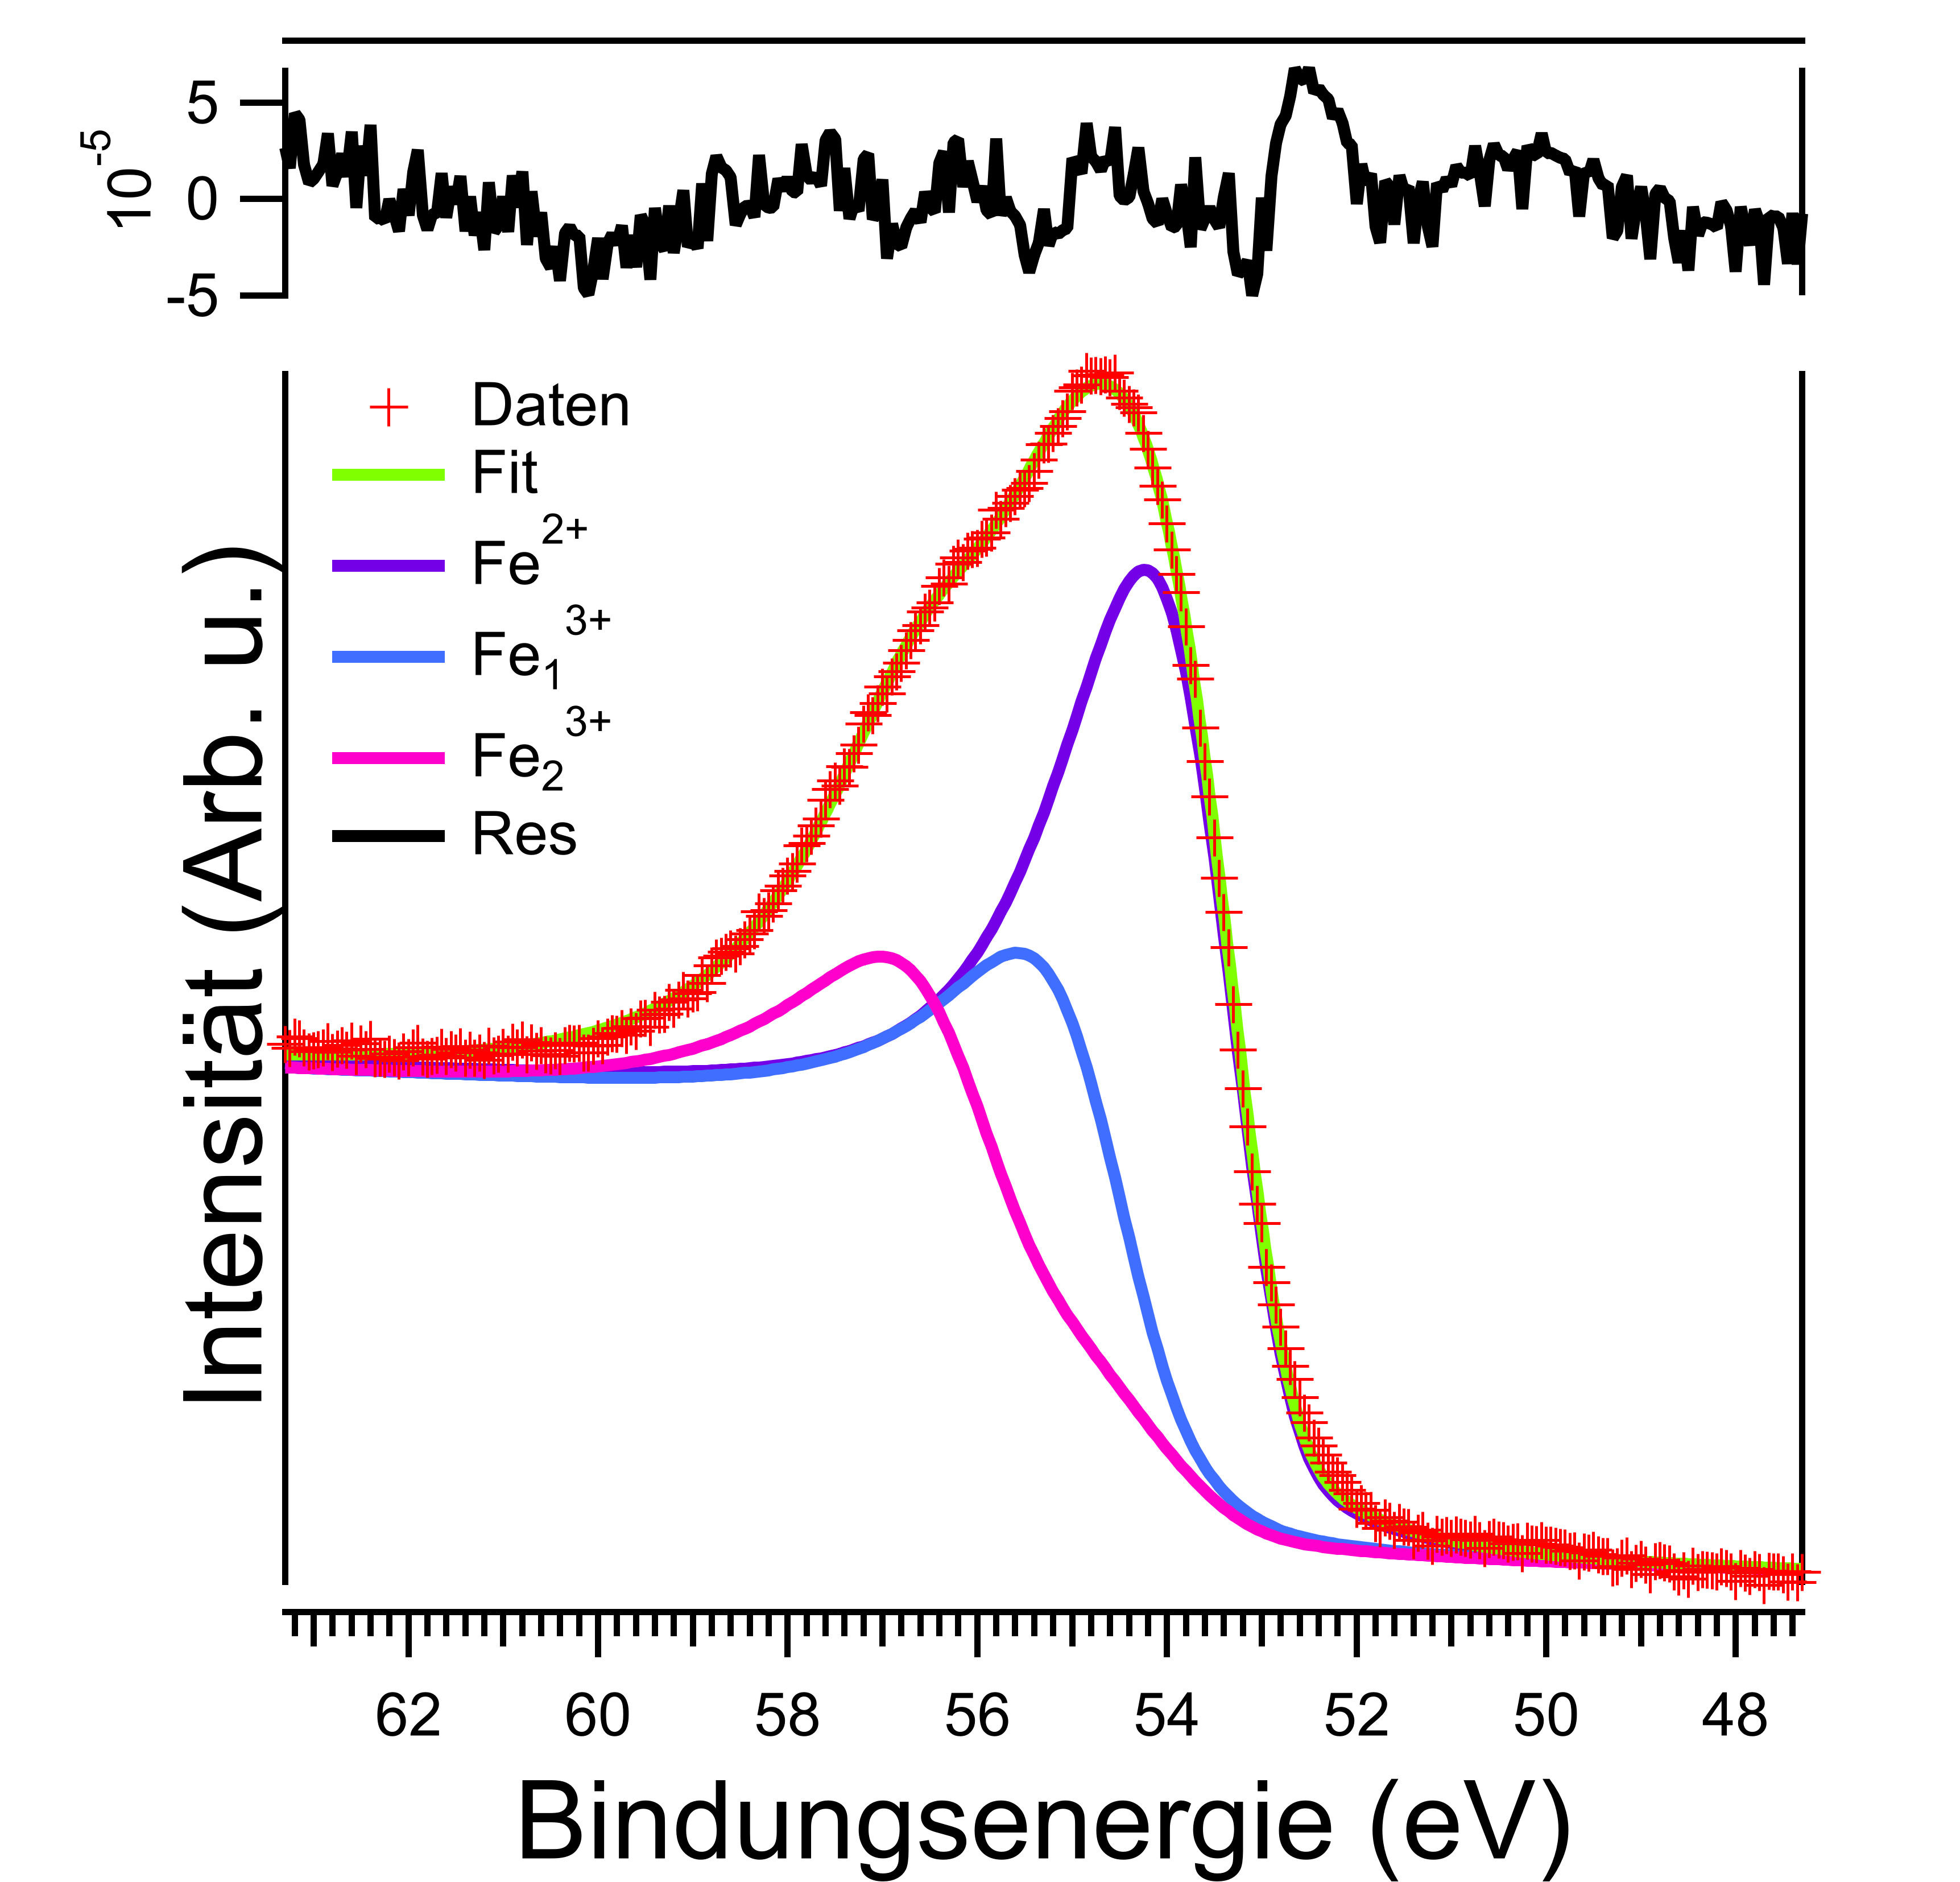 10⁻⁵
5
0
-5
Daten
Fit
Fe²⁺
Fe₁³⁺
Fe₂³⁺
Res
Intensität (Arb. u.)
62 60 58 56 54 52 50 48
Bindungsenergie (eV)